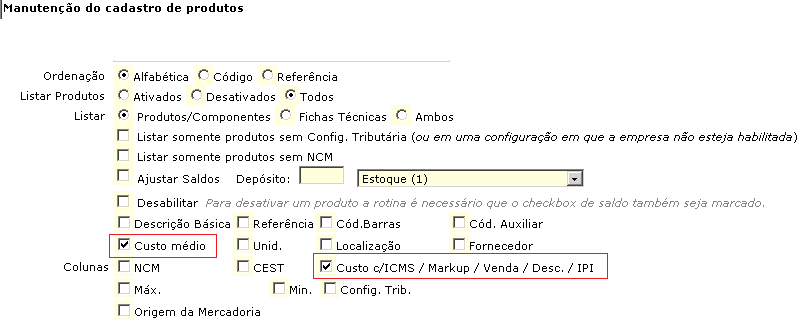 Manutenção do cadastro de produtos
Ordenação Alfabética Código Referência
Listar Produtos Ativados Desativados Todos
Listar Produtos/Componentes Fichas Técnicas Ambos
Listar somente produtos sem Config. Tributária (ou em uma configuração em que a empresa não esteja habilitada)
Listar somente produtos sem NCM
Ajustar Saldos Depósito: Estoque (1)
Desabilitar Para desativar um produto a rotina é necessário que o checkbox de saldo também seja marcado.
Descrição Básica Referência Cód.Barras Cód. Auxiliar
Custo médio Unid. Localização Fornecedor
Colunas NCM CEST Custo c/ICMS / Markup / Venda / Desc. / IPI
Máx. Min. Config. Trib.
Origem da Mercadoria